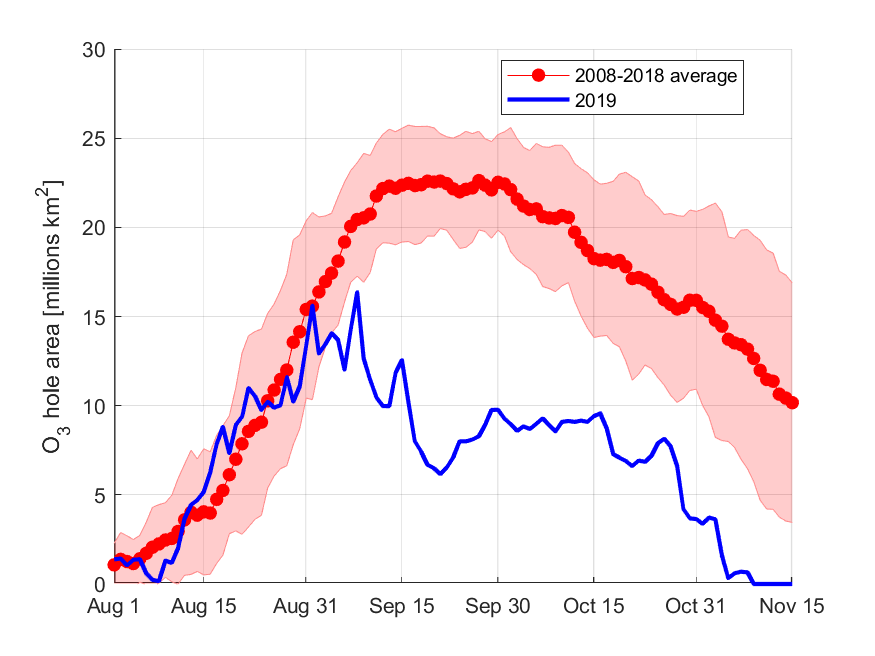 30
25
20
15
10
5
0
O3 hole area [millions km2]
2008-2018 average
2019
Aug 1 Aug 15 Aug 31 Sep 15 Sep 30 Oct 15 Oct 31 Nov 15